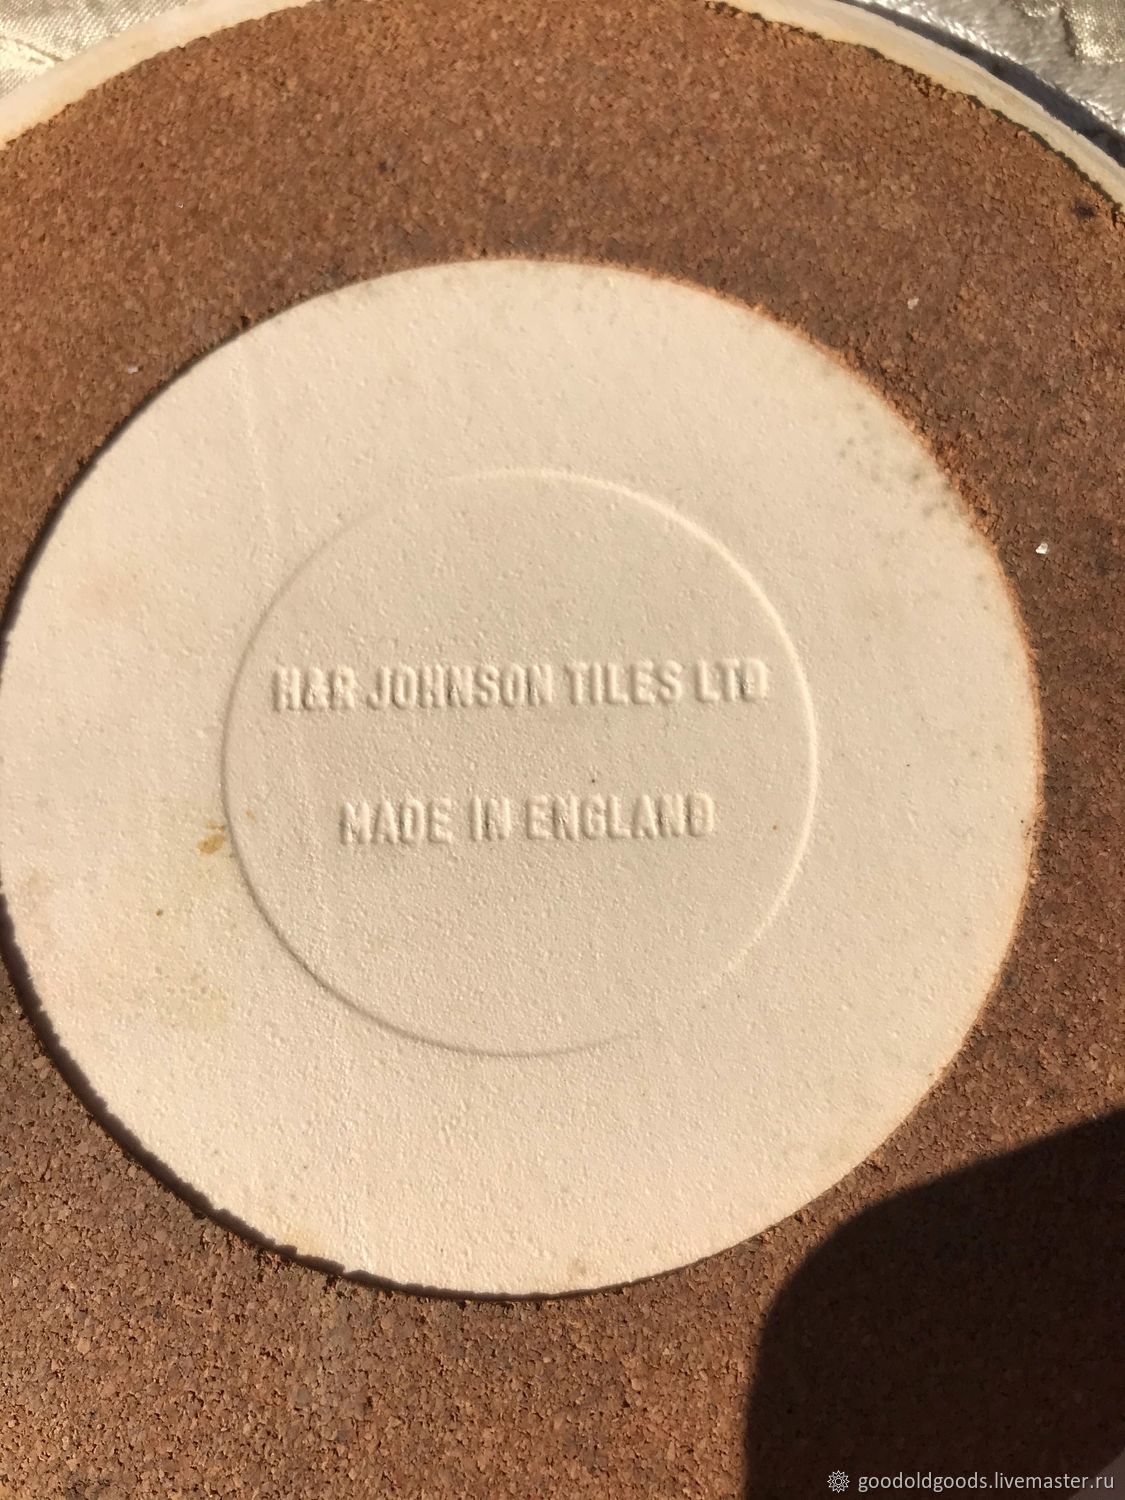 H&R JOHNSON TILES LTD
MADE IN ENGLAND
goodoldgoods.livemaster.ru